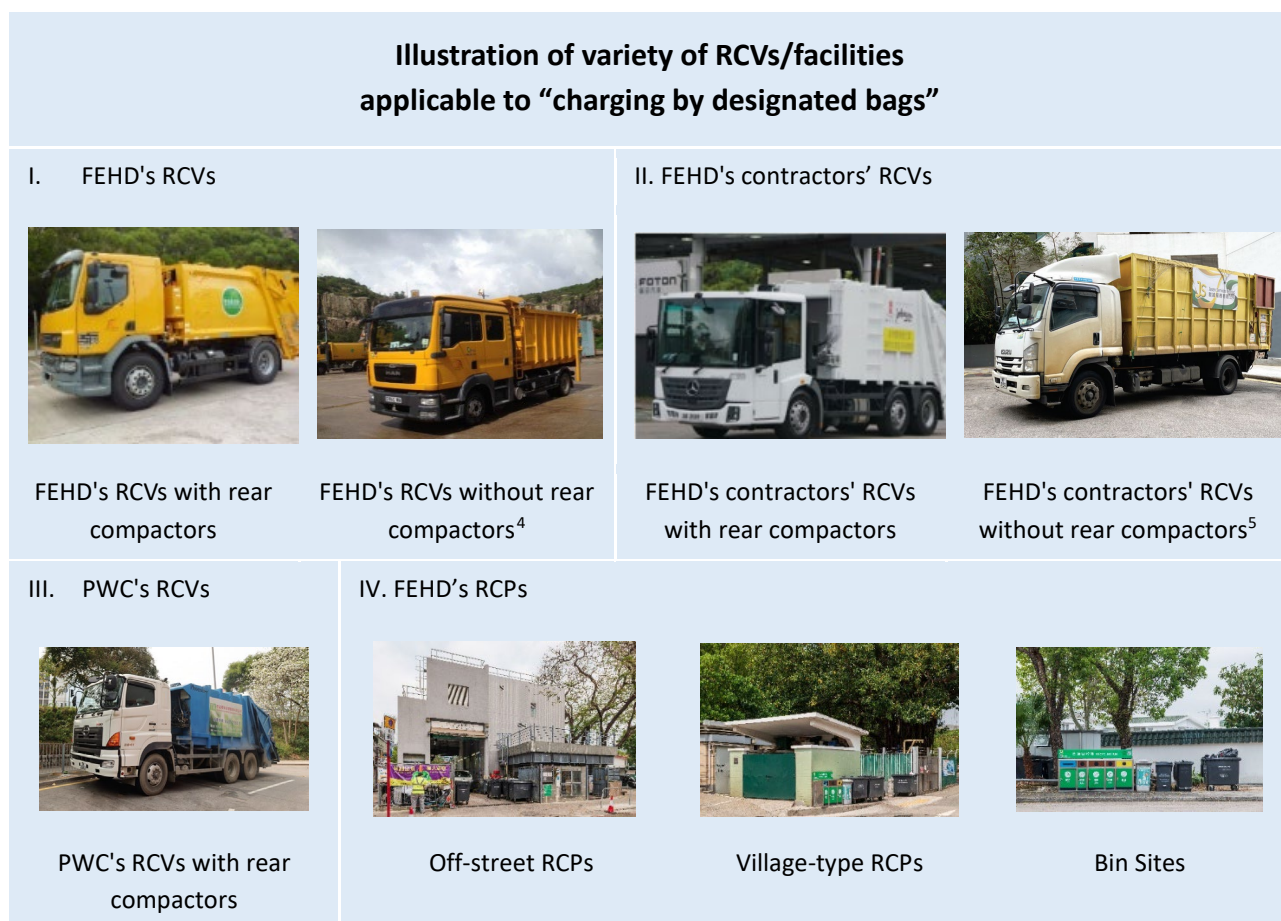 Illustration of variety of RCVs/facilities
applicable to “charging by designated bags”
I. FEHD's RCVs
II. FEHD's contractors’ RCVs
FOTON
FEHD's RCVs with rear
compactors
FEHD's RCVs without rear
compactors4
FEHD's contractors' RCVs
with rear compactors
FEHD's contractors' RCVs
without rear compactors5
III. PWC's RCVs
IV. FEHD’s RCPs
PWC's RCVs with rear
compactors
Off-street RCPs
Village-type RCPs
Bin Sites